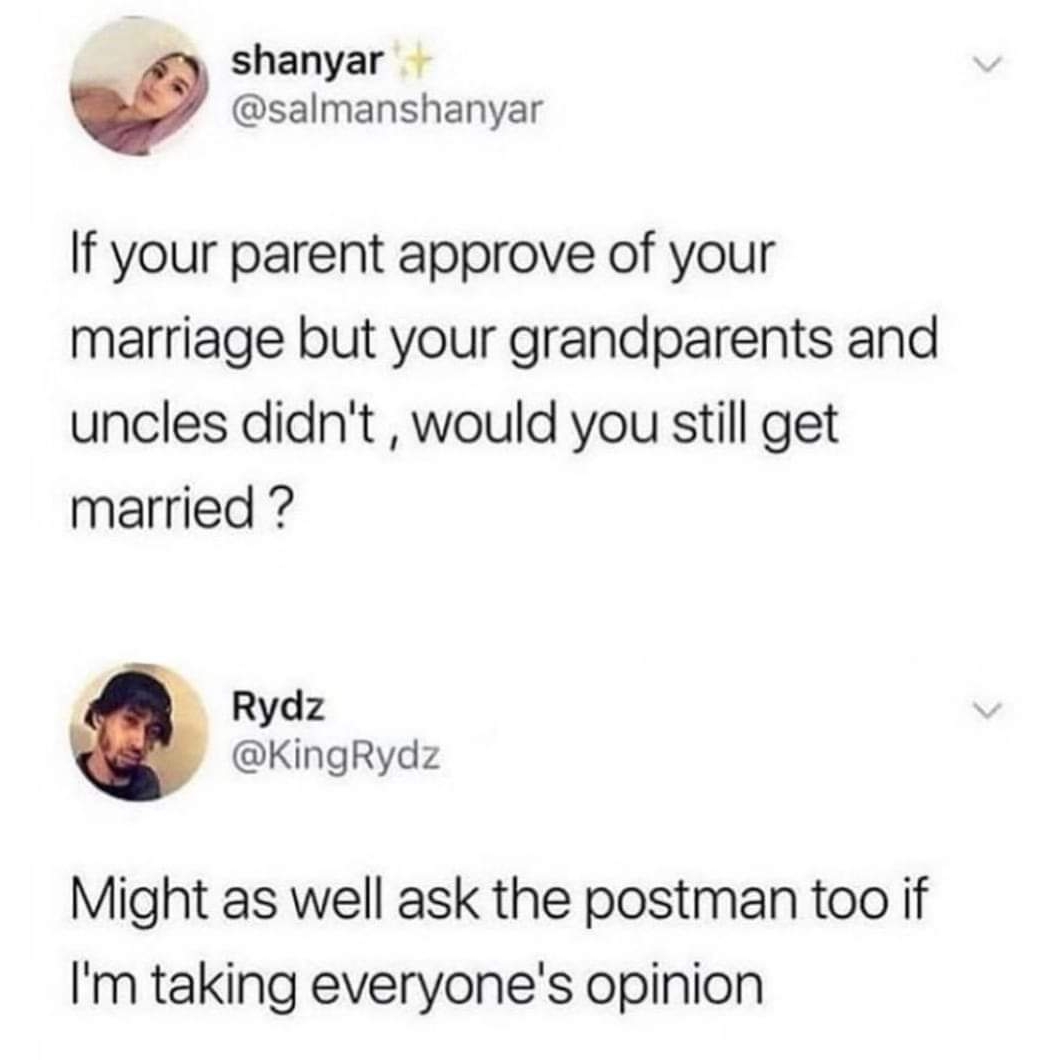 shanyar ✨
@salmanshanyar
If your parent approve of your
marriage but your grandparents and
uncles didn't , would you still get
married ?
Rydz
@KingRydz
Might as well ask the postman too if
I'm taking everyone's opinion